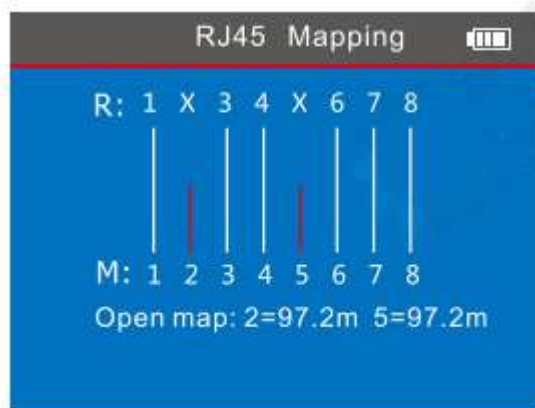 RJ45 Mapping
R: 1 X 3 4 X 6 7 8
M: 1 2 3 4 5 6 7 8
Open map: 2=97.2m 5=97.2m